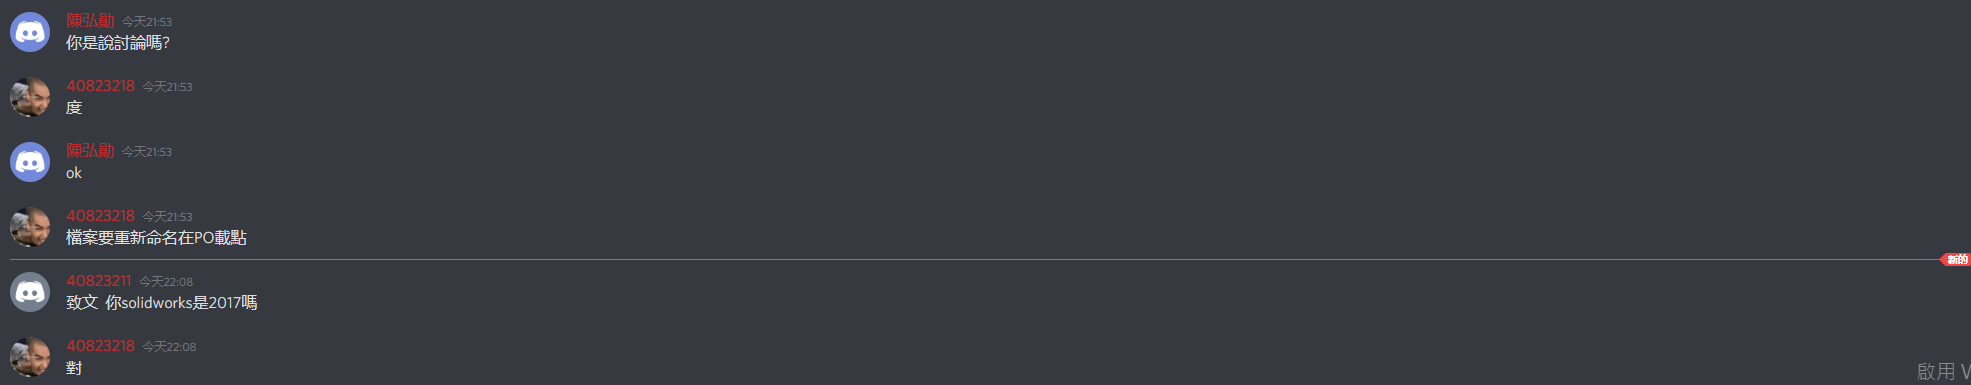 陳弘勛 今天21:53
你是說討論嗎?
40823218 今天21:53
度
陳弘勛 今天21:53
ok
40823218 今天21:53
檔案要重新命名在PO載點
新的
40823211 今天22:08
致文 你solidworks是2017嗎
40823218 今天22:08
對
啟用 W